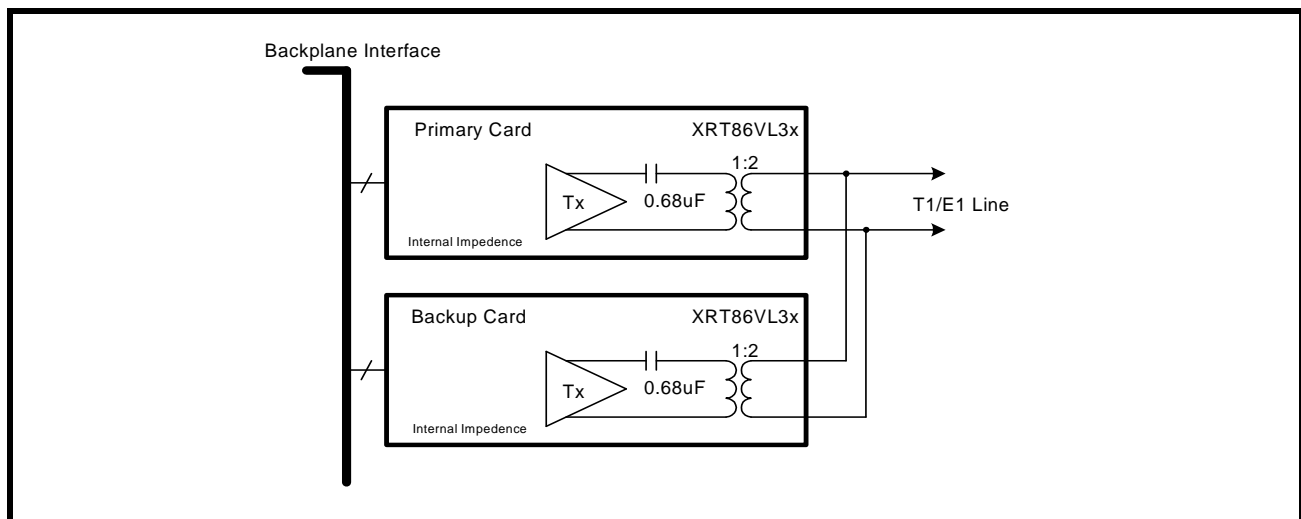 Backplane Interface
Primary Card
XRT86VL3x
1:2
Tx
0.68uF
Internal Impedence
T1/E1 Line
Backup Card
XRT86VL3x
1:2
Tx
0.68uF
Internal Impedence